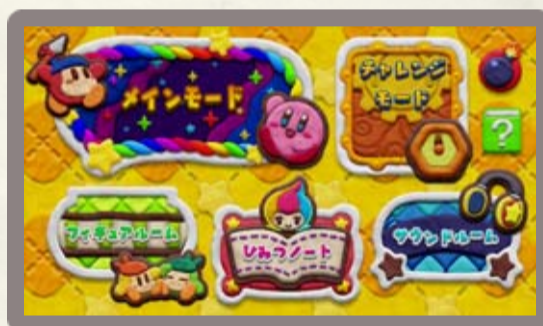 メインモード
チャレンジ
モード
?
フィギュアルーム
ひみつノート
サウンドルーム